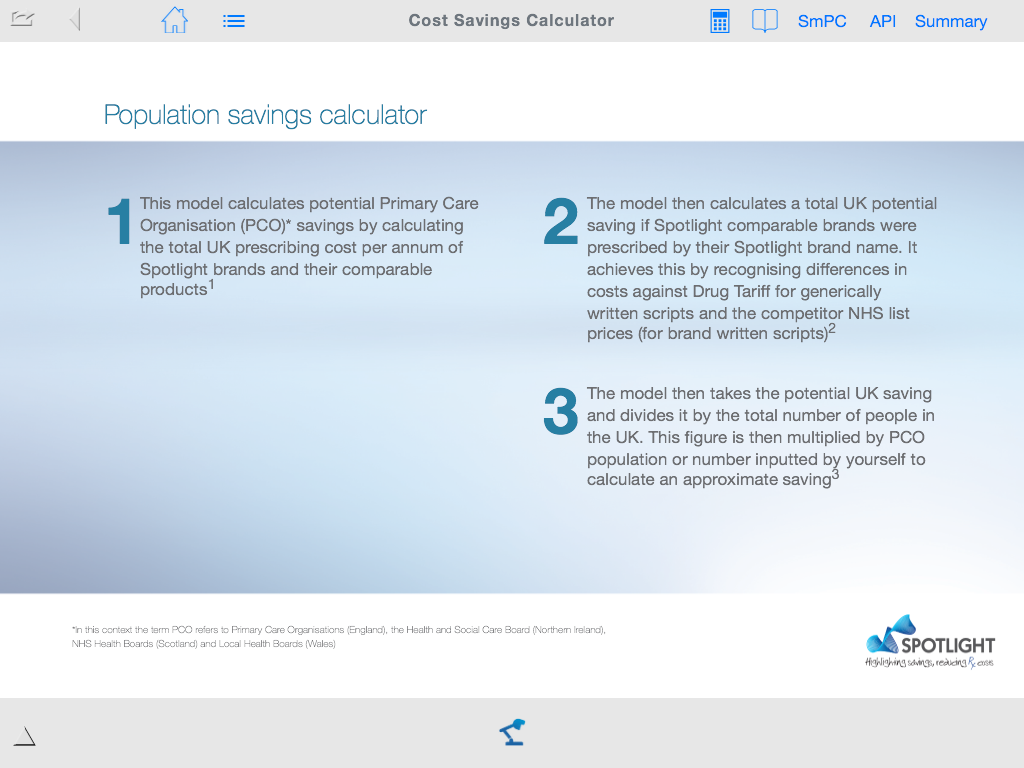 Cost Savings Calculator
SmPC
API
Summary
Population savings calculator
1
This model calculates potential Primary Care
Organisation (PCO)* savings by calculating
the total UK prescribing cost per annum of
Spotlight brands and their comparable
products1
2
The model then calculates a total UK potential
saving if Spotlight comparable brands were
prescribed by their Spotlight brand name. It
achieves this by recognising differences in
costs against Drug Tariff for generically
written scripts and the competitor NHS list
prices (for brand written scripts)2
3
The model then takes the potential UK saving
and divides it by the total number of people in
the UK. This figure is then multiplied by PCO
population or number inputted by yourself to
calculate an approximate saving3
*In this context the term PCO refers to Primary Care Organisations (England), the Health and Social Care Board (Northern Ireland),
NHS Health Boards (Scotland) and Local Health Boards (Wales)
SPOTLIGHT
Highlighting savings, reducing Rx costs